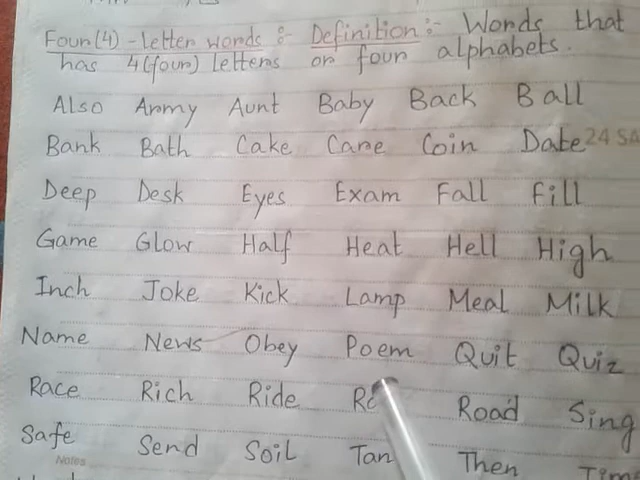 Four(4)-letter words :- Definition:- Words that
has 4(four) letters or four alphabets.
Also Army Aunt Baby Back Ball
Bank Bath Cake Care Coin Date 24 SA
Deep Desk Eyes Exam Fall Fill
Game Glow Half Heat Hell High
Inch Joke Kick Lamp Meal Milk
Name News Obey Poem Quit Quiz
Race Rich Ride Road Sing
Safe Send Soil Then
Notes